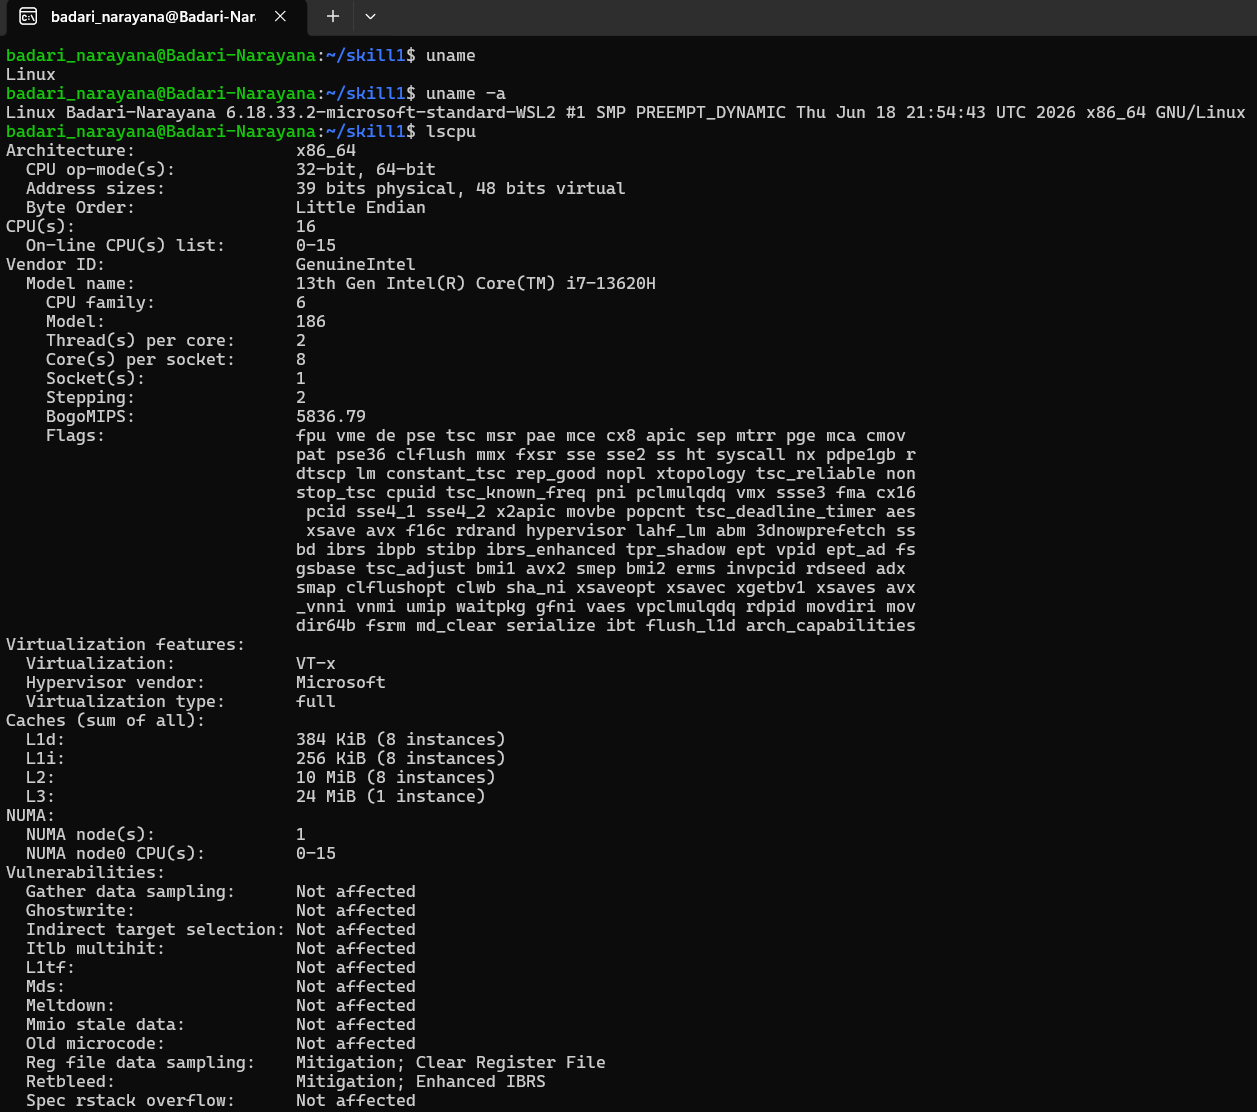 badari_narayana@Badari-Nar
badari_narayana@Badari-Narayana:~/skill1$ uname
Linux
badari_narayana@Badari-Narayana:~/skill1$ uname -a
Linux Badari-Narayana 6.18.33.2-microsoft-standard-WSL2 #1 SMP PREEMPT_DYNAMIC Thu Jun 18 21:54:43 UTC 2026 x86_64 GNU/Linux
badari_narayana@Badari-Narayana:~/skill1$ lscpu
Architecture: x86_64
CPU op-mode(s): 32-bit, 64-bit
Address sizes: 39 bits physical, 48 bits virtual
Byte Order: Little Endian
CPU(s): 16
On-line CPU(s) list: 0-15
Vendor ID: GenuineIntel
Model name: 13th Gen Intel(R) Core(TM) i7-13620H
CPU family: 6
Model: 186
Thread(s) per core: 2
Core(s) per socket: 8
Socket(s): 1
Stepping: 2
BogoMIPS: 5836.79
Flags: fpu vme de pse tsc msr pae mce cx8 apic sep mtrr pge mca cmov
pat pse36 clflush mmx fxsr sse sse2 ss ht syscall nx pdpe1gb r
dtscp lm constant_tsc rep_good nopl xtopology tsc_reliable non
stop_tsc cpuid tsc_known_freq pni pclmulqdq vmx ssse3 fma cx16
pcid sse4_1 sse4_2 x2apic movbe popcnt tsc_deadline_timer aes
xsave avx f16c rdrand hypervisor lahf_lm abm 3dnowprefetch ss
bd ibrs ibpb stibp ibrs_enhanced tpr_shadow ept vpid ept_ad fs
gsbase tsc_adjust bmi1 avx2 smep bmi2 erms invpcid rdseed adx
smap clflushopt clwb sha_ni xsaveopt xsavec xgetbv1 xsaves avx
_vnni vnmi umip waitpkg gfni vaes vpclmulqdq rdpid movdiri mov
dir64b fsrm md_clear serialize ibt flush_l1d arch_capabilities
Virtualization features:
Virtualization: VT-x
Hypervisor vendor: Microsoft
Virtualization type: full
Caches (sum of all):
L1d: 384 KiB (8 instances)
L1i: 256 KiB (8 instances)
L2: 10 MiB (8 instances)
L3: 24 MiB (1 instance)
NUMA:
NUMA node(s): 1
NUMA node0 CPU(s): 0-15
Vulnerabilities:
Gather data sampling: Not affected
Ghostwrite: Not affected
Indirect target selection: Not affected
Itlb multihit: Not affected
L1tf: Not affected
Mds: Not affected
Meltdown: Not affected
Mmio stale data: Not affected
Old microcode: Not affected
Reg file data sampling: Mitigation; Clear Register File
Retbleed: Mitigation; Enhanced IBRS
Spec rstack overflow: Not affected